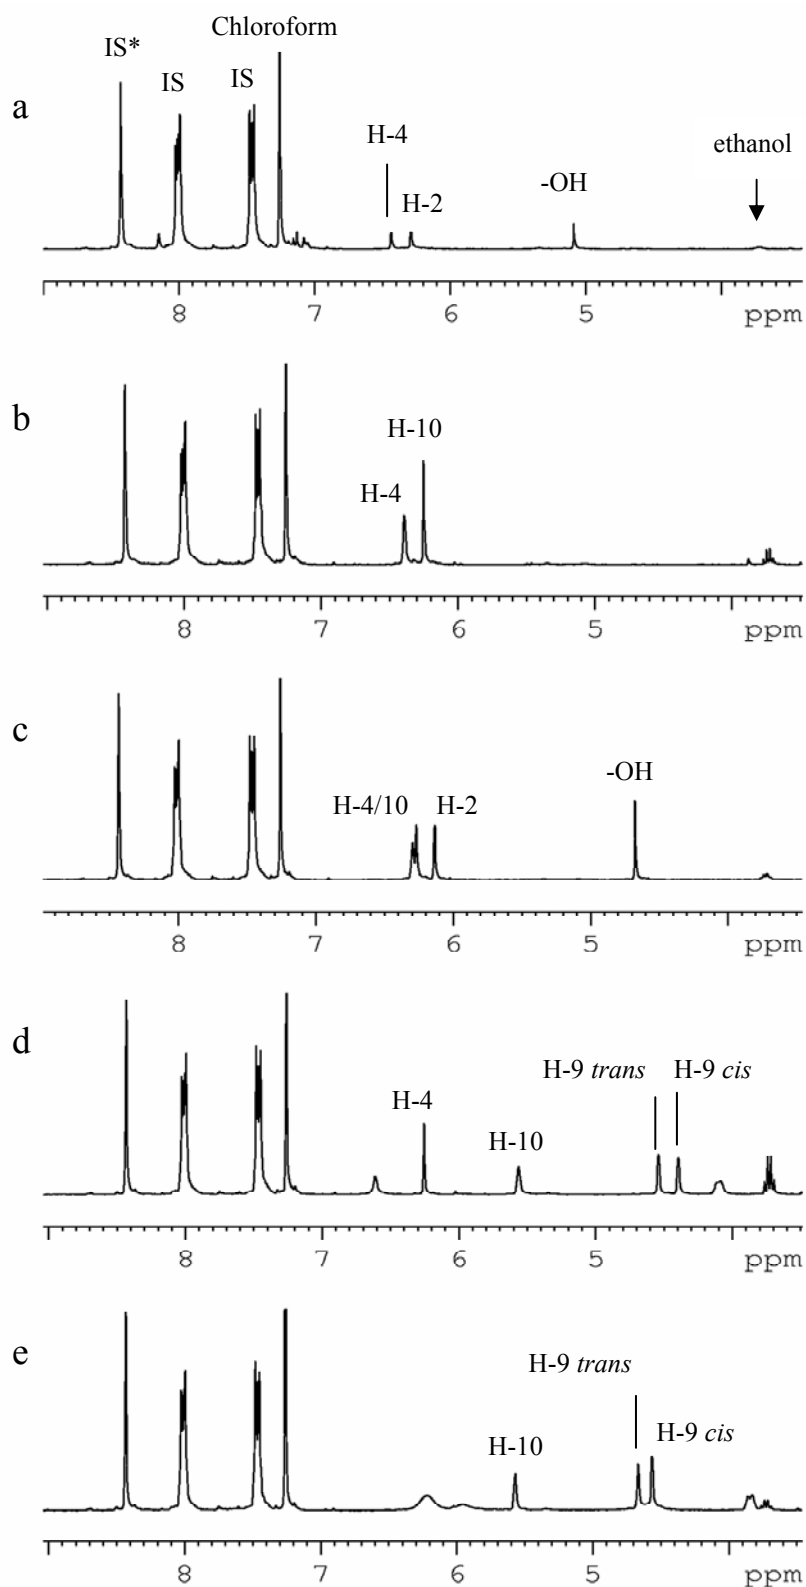 Chloroform
IS*
IS
IS
a
H-4
ethanol
-OH
H-2
8 7 6 5 ppm
b
H-10
H-4
8 7 6 5 ppm
c
-OH
H-4/10 H-2
8 7 6 5 ppm
d
H-9 trans H-9 cis
H-4
H-10
8 7 6 5 ppm
e
H-9 trans
H-9 cis
H-10
8 7 6 5 ppm